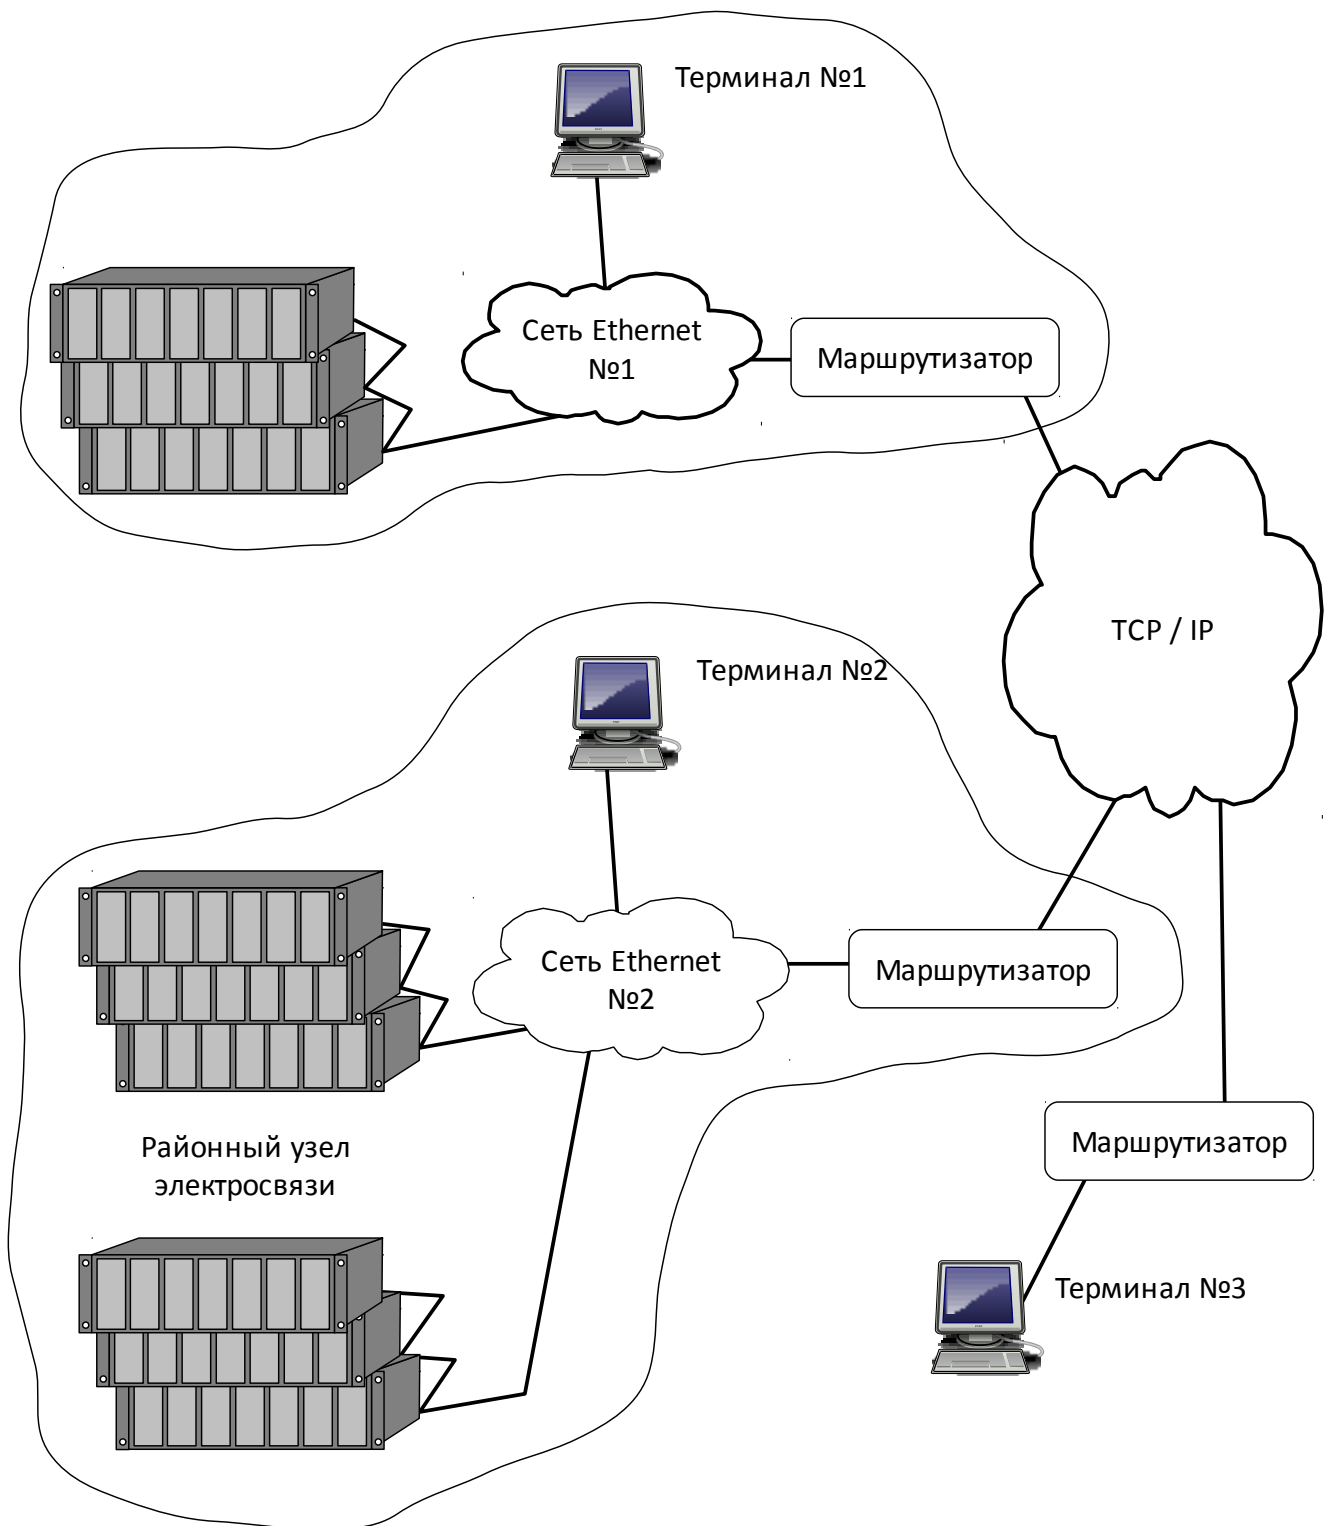 Терминал №1
Сеть Ethernet
№1
Маршрутизатор
TCP / IP
Терминал №2
Сеть Ethernet
№2
Маршрутизатор
Районный узел
электросвязи
Маршрутизатор
Терминал №3